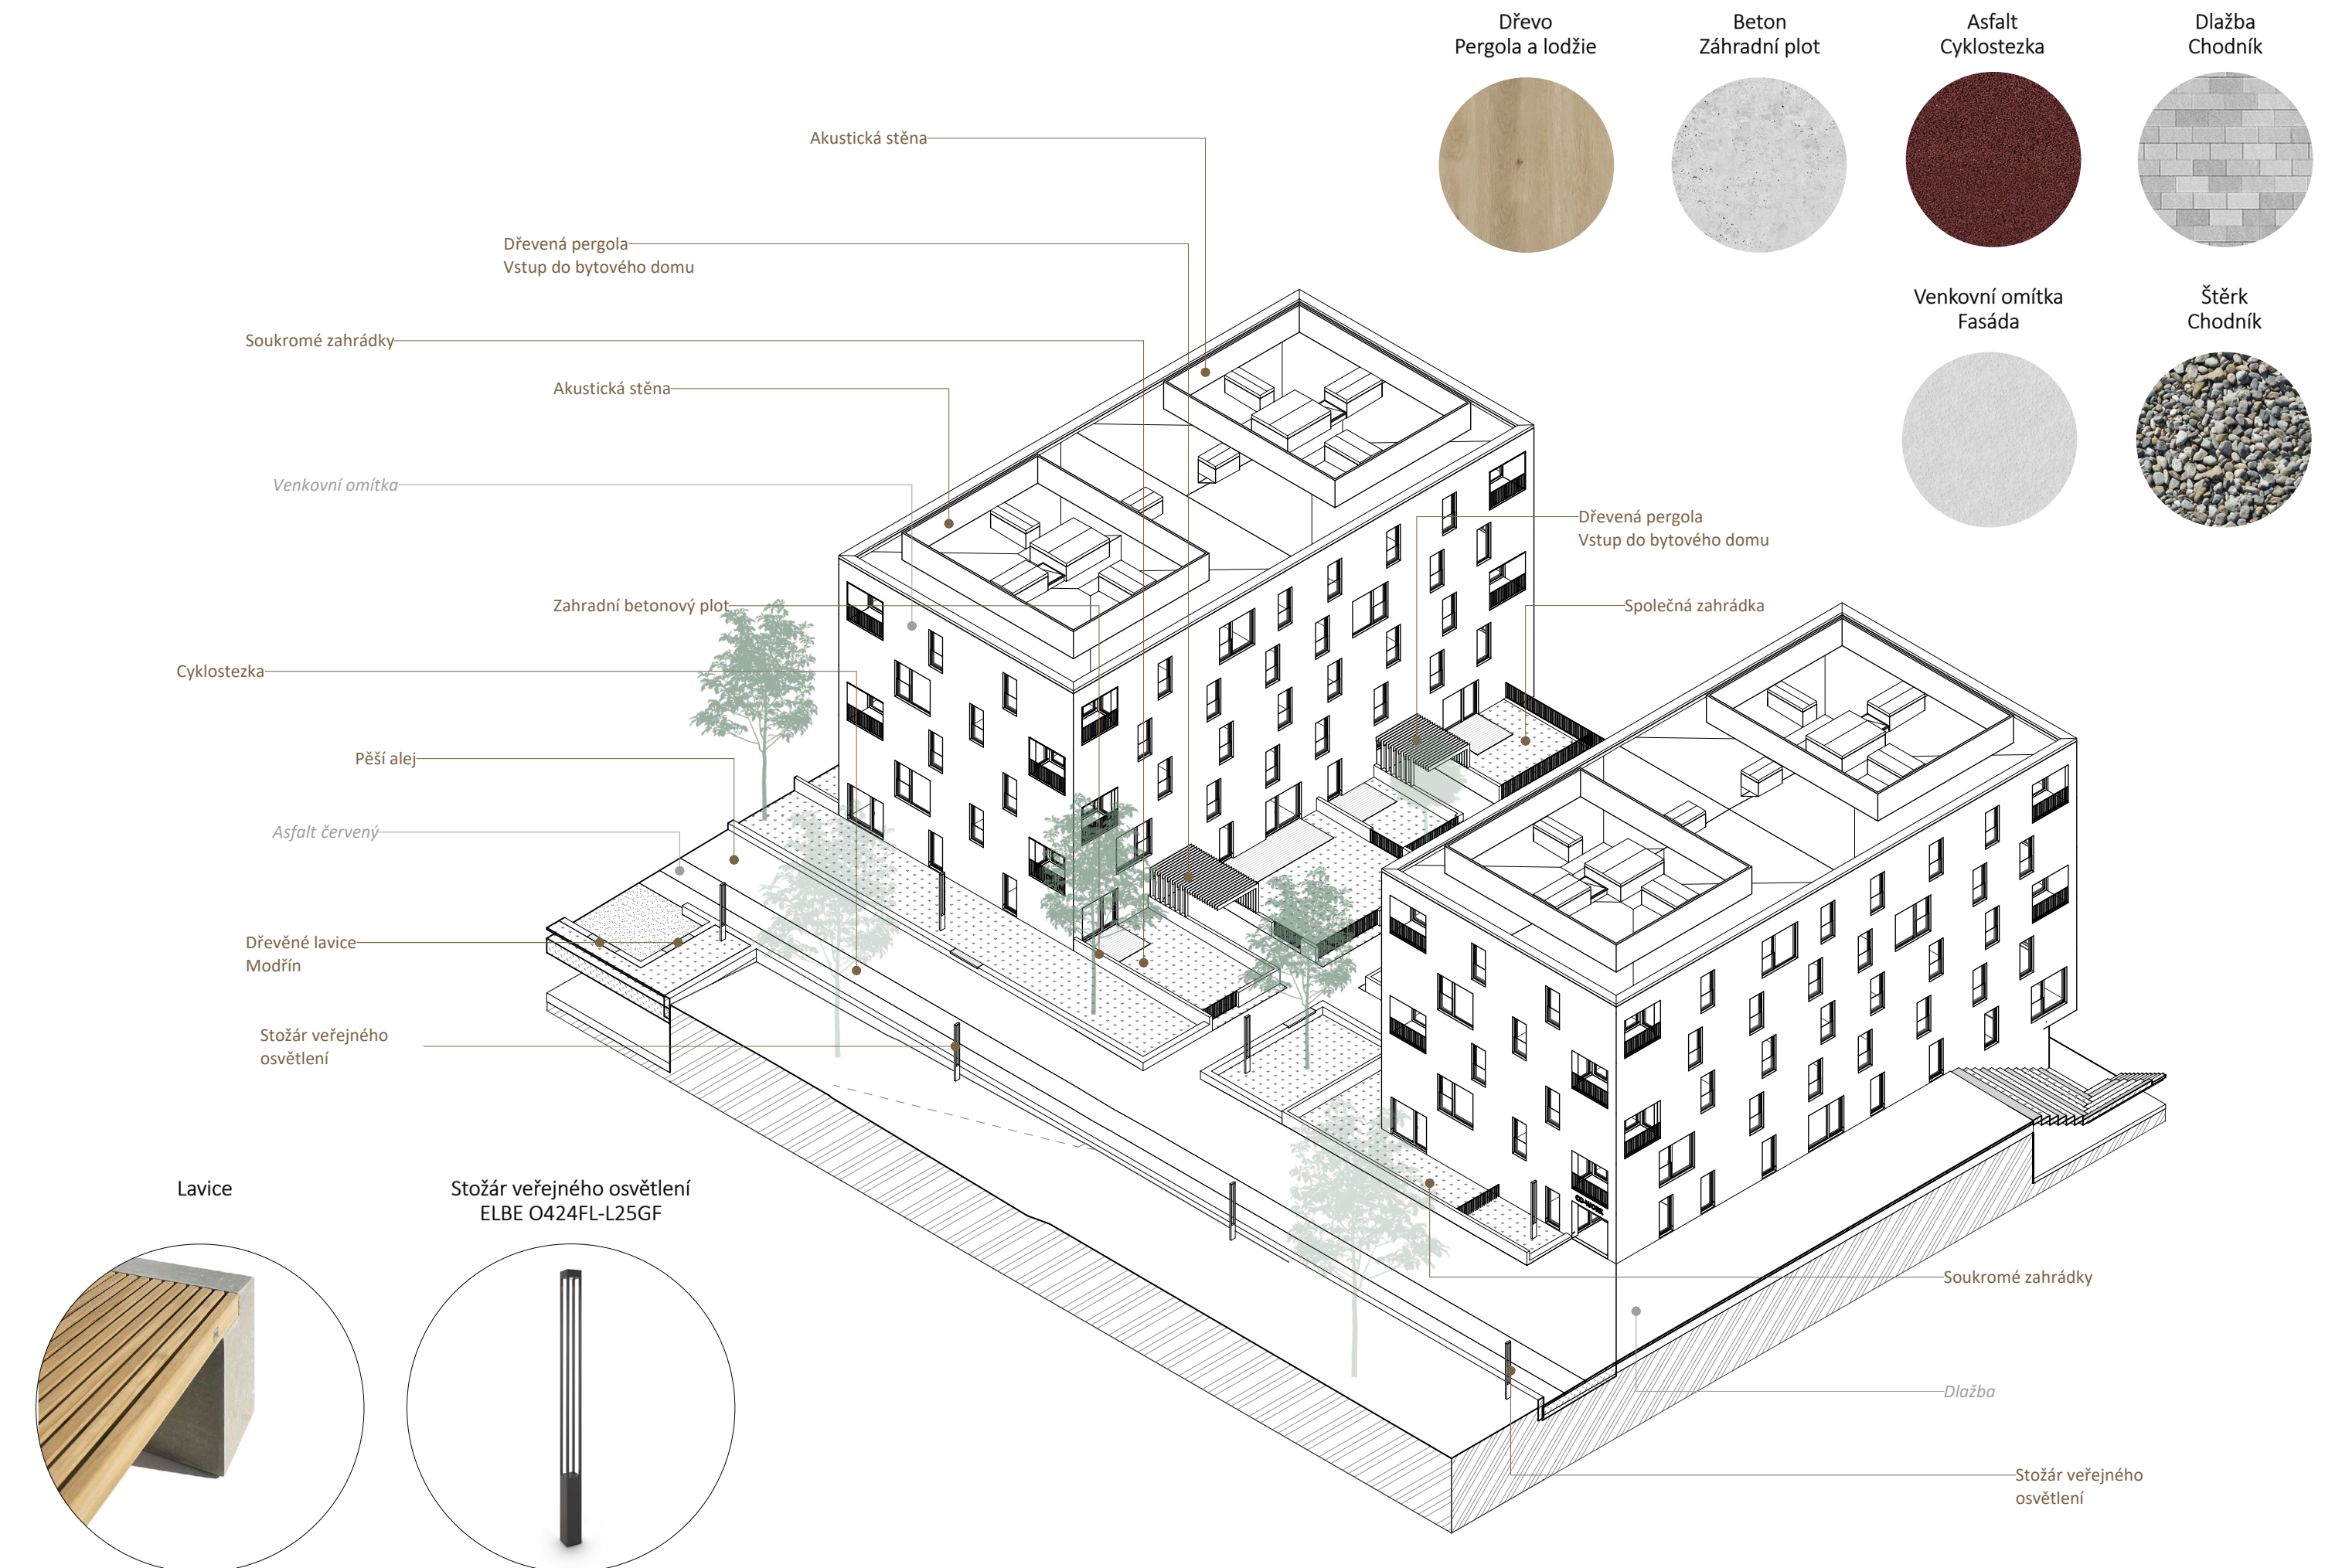 Dřevo
Pergola a lodžie
Beton
Záhradní plot
Asfalt
Cyklostezka
Dlažba
Chodník
Akustická stěna
Dřevená pergola
Vstup do bytového domu
Venkovní omítka
Fasáda
Štěrk
Chodník
Soukromé zahrádky
Akustická stěna
Venkovní omítka
Dřevená pergola
Vstup do bytového domu
Zahradní betonový plot
Společná zahrádka
Cyklostezka
Pěší alej
Asfalt červený
Dřevěné lavice
Modřín
Stožár veřejného
osvětlení
CO-WORK
Lavice
Stožár veřejného osvětlení
ELBE O424FL-L25GF
Soukromé zahrádky
Dlažba
Stožár veřejného
osvětlení